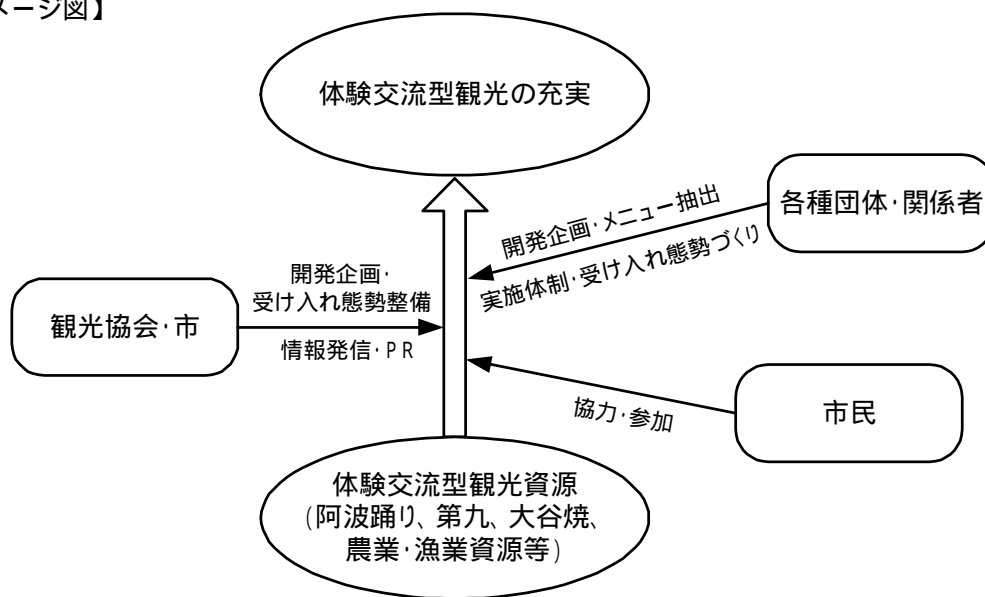 メージ図】
体験交流型観光の充実
各種団体・関係者
開発企画・メニュー抽出
実施体制・受け入れ態勢づくり
開発企画・
受け入れ態勢整備
観光協会・市
情報発信・PR
協力・参加
市民
体験交流型観光資源
(阿波踊り、第九、大谷焼、
農業・漁業資源等)